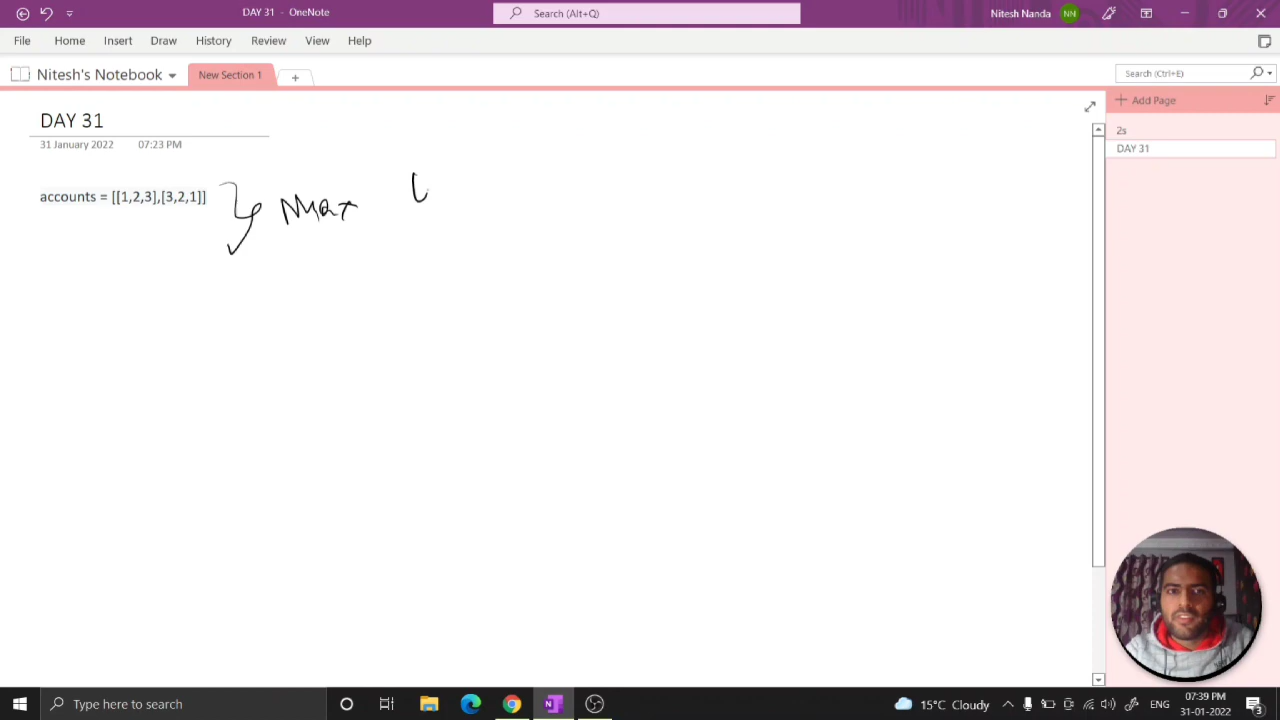 DAY 31 - OneNote
Search (Alt+Q)
Nitesh Nanda
NN
File Home Insert Draw History Review View Help
Nitesh's Notebook
New Section 1
+
Search (Ctrl+E)
DAY 31
31 January 2022 07:23 PM
Add Page
2s
DAY 31
accounts = [[1,2,3],[3,2,1]]
Max
Type here to search
N
15°C Cloudy
ENG
07:39 PM
31-01-2022
3